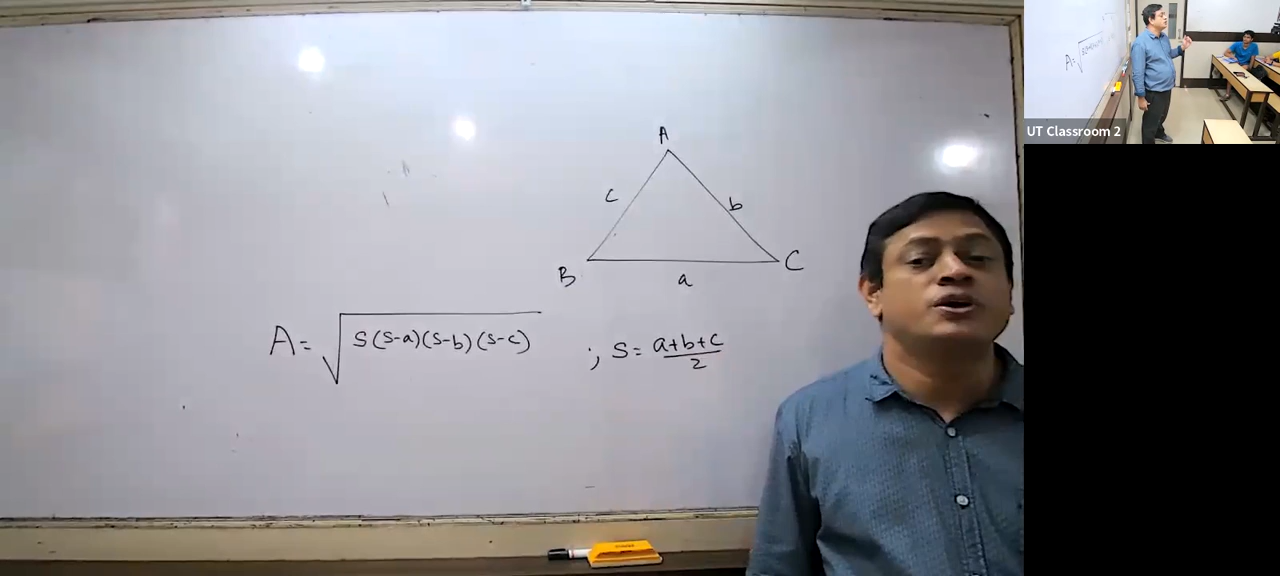 A
c
b
B
a
C
A = √s(s-a)(s-b)(s-c) ; s = a+b+c/2
UT Classroom 2